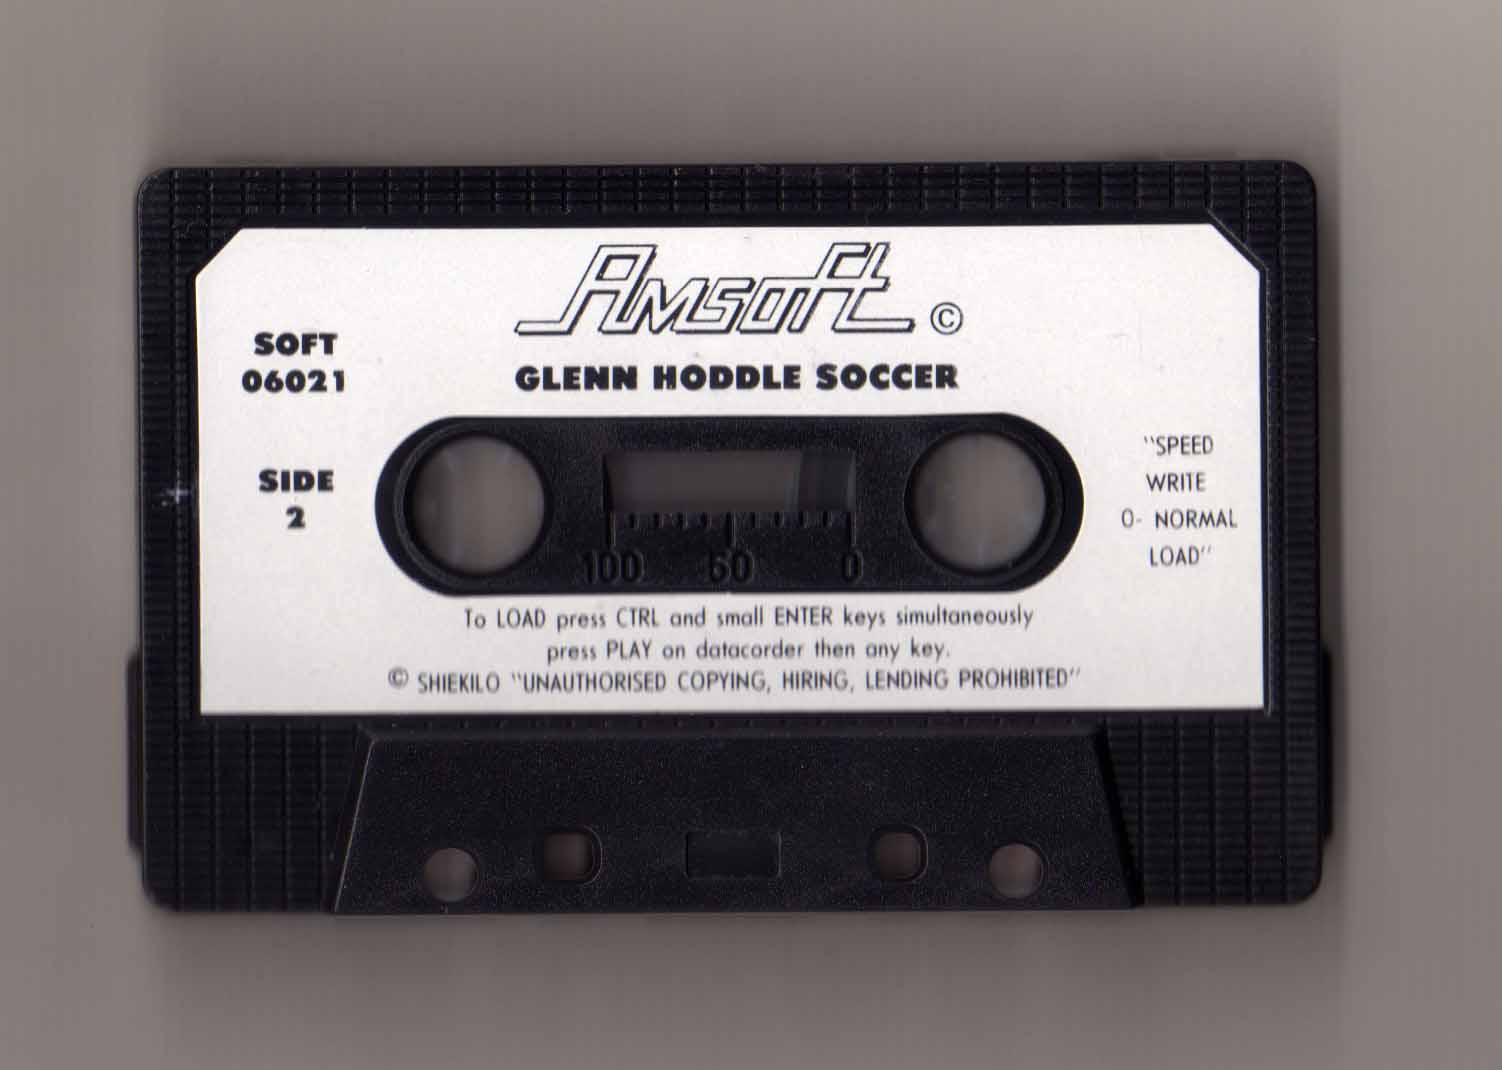 Amsoft ©
GLENN HODDLE SOCCER
SOFT
06021
SIDE
2
"SPEED
WRITE
0- NORMAL
LOAD"
100 50 0
To LOAD press CTRL and small ENTER keys simultaneously
press PLAY on datacorder then any key.
© SHIEKILO "UNAUTHORISED COPYING, HIRING, LENDING PROHIBITED"